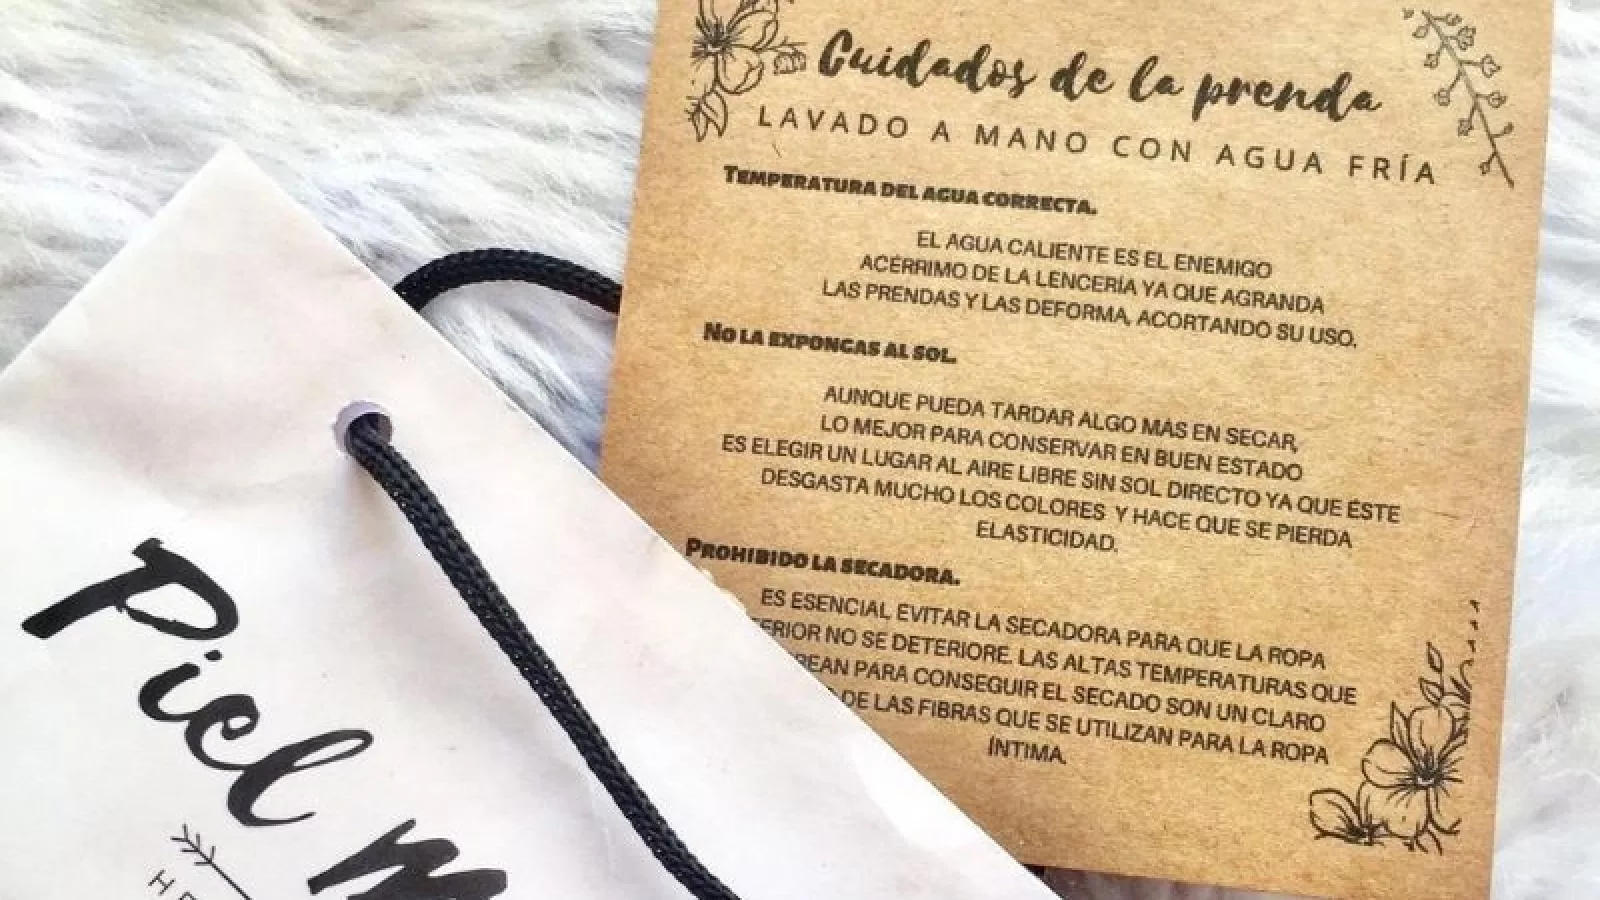 Cuidados de la prenda
LAVADO A MANO CON AGUA FRÍA
TEMPERATURA DEL AGUA CORRECTA.
EL AGUA CALIENTE ES EL ENEMIGO
ACÉRRIMO DE LA LENCERÍA YA QUE AGRANDA
LAS PRENDAS Y LAS DEFORMA, ACORTANDO SU USO.
NO LA EXPONGAS AL SOL.
AUNQUE PUEDA TARDAR ALGO MÁS EN SECAR,
LO MEJOR PARA CONSERVAR EN BUEN ESTADO
ES ELEGIR UN LUGAR AL AIRE LIBRE SIN SOL DIRECTO YA QUE ÉSTE
DESGASTA MUCHO LOS COLORES Y HACE QUE SE PIERDA
ELASTICIDAD.
PROHIBIDO LA SECADORA.
ES ESENCIAL EVITAR LA SECADORA PARA QUE LA ROPA
NO SE DETERIORE. LAS ALTAS TEMPERATURAS QUE
PARA CONSEGUIR EL SECADO SON UN CLARO
DE LAS FIBRAS QUE SE UTILIZAN PARA LA ROPA
ÍNTIMA.
Piel M